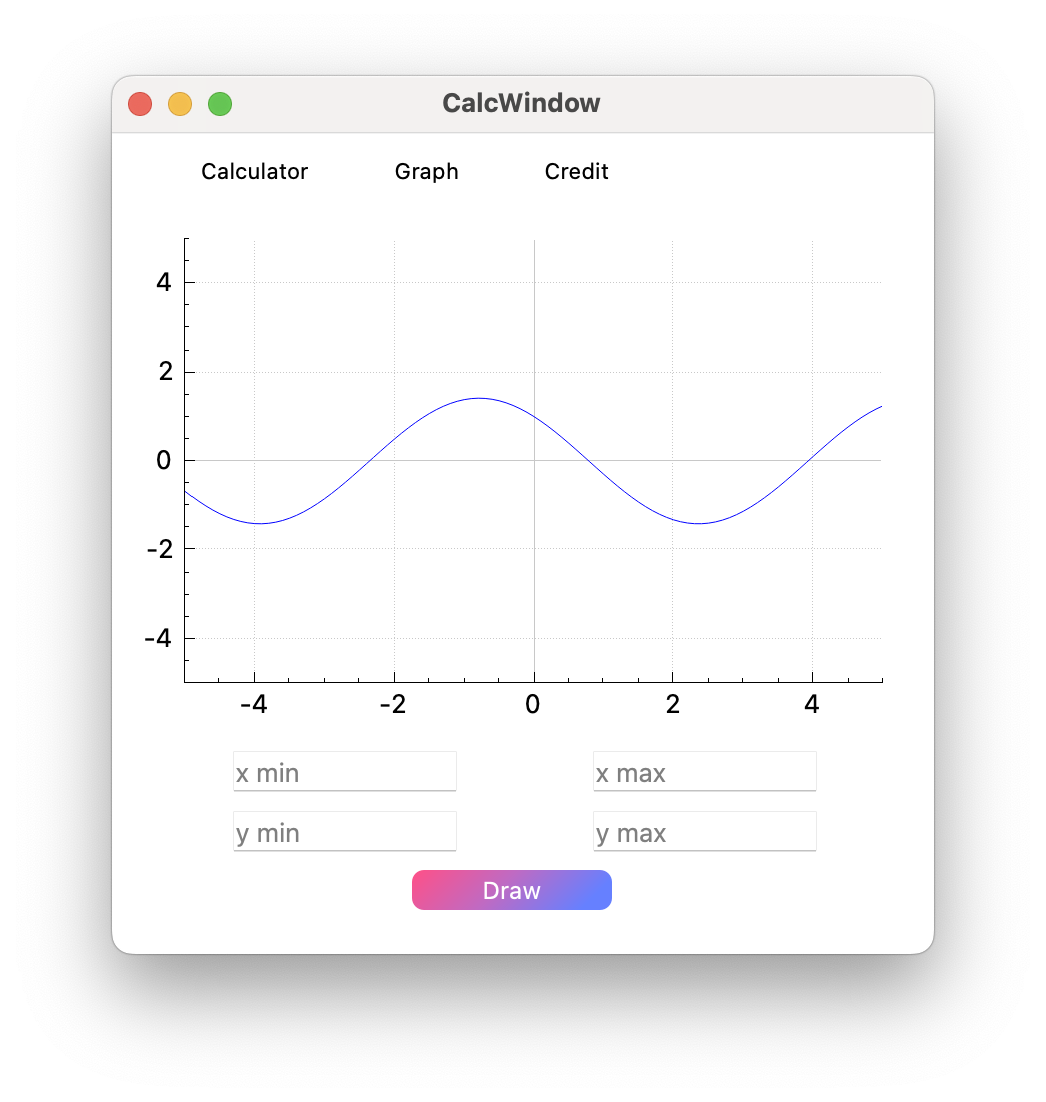 CalcWindow
Calculator Graph Credit
4
2
0
-2
-4
-4 -2 0 2 4
x min x max
y min y max
Draw